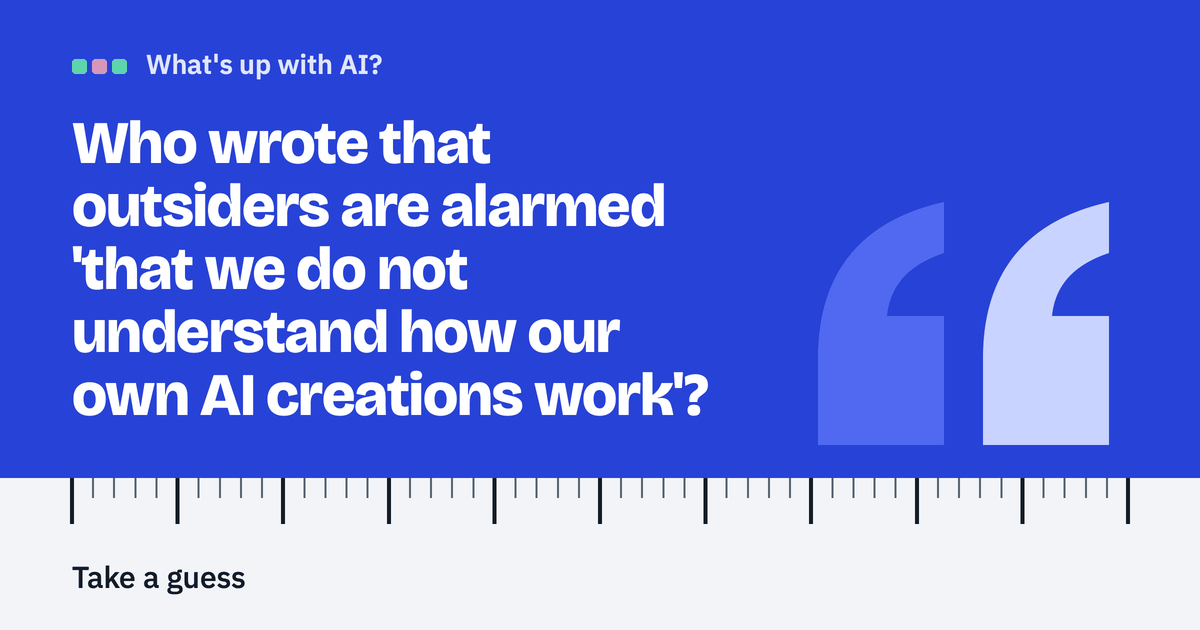 What's up with AI?
Who wrote that
outsiders are alarmed
'that we do not
understand how our
own AI creations work'?
Take a guess